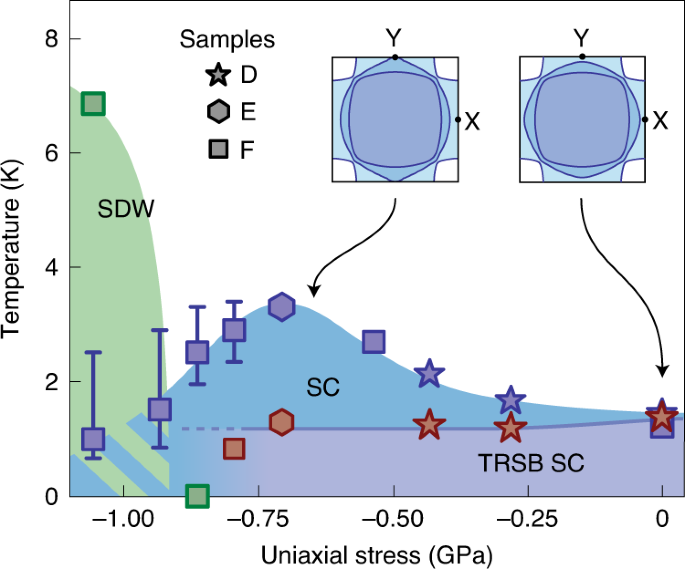 Samples
D
E
F
Y
X
Y
X
SDW
SC
TRSB SC
Temperature (K)
8
6
4
2
0
−1.00
−0.75
−0.50
−0.25
0
Uniaxial stress (GPa)